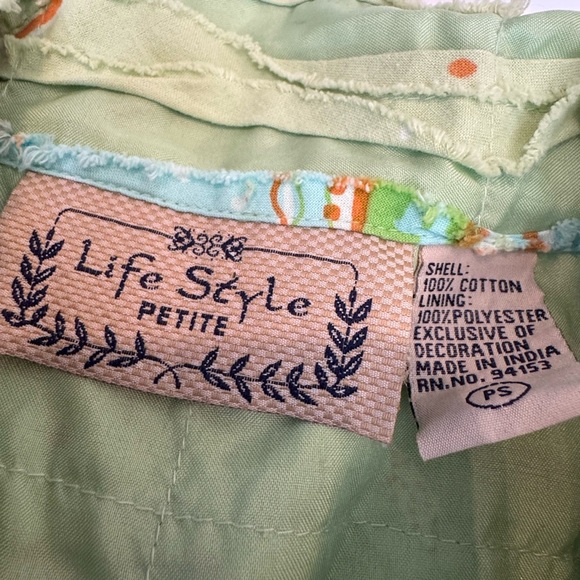 Life Style
PETITE
SHELL:
100% COTTON
LINING:
100%POLYESTER
EXCLUSIVE OF
DECORATION
MADE IN INDIA
RN.NO. 94153
PS